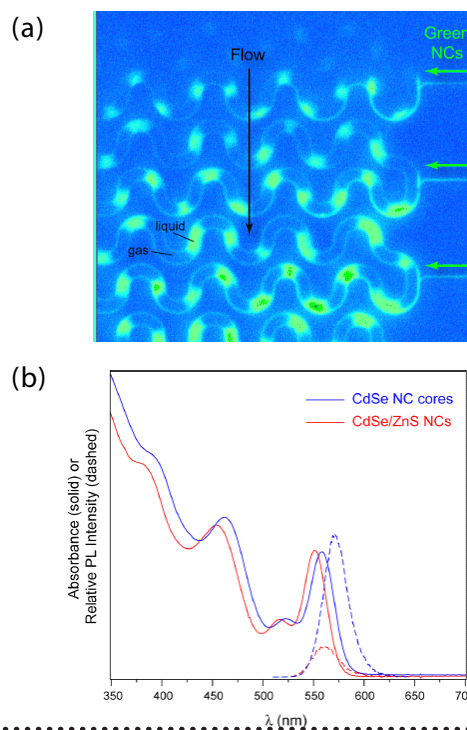 (a)
Green
NCs
Flow
liquid
gas
(b)
CdSe NC cores
CdSe/ZnS NCs
Absorbance (solid) or
Relative PL Intensity (dashed)
350 400 450 500 550 600 650 700
λ (nm)